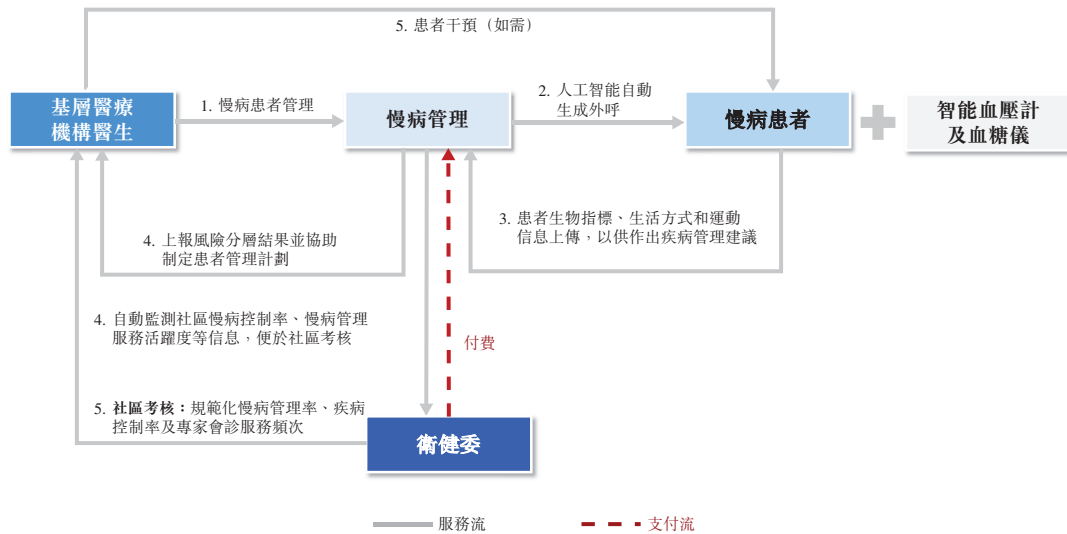 5. 患者干預（如需）
基層醫療
機構醫生
1. 慢病患者管理
慢病管理
2. 人工智能自動
生成外呼
慢病患者
智能血壓計
及血糖儀
3. 患者生物指標、生活方式和運動
信息上傳，以供作出疾病管理建議
4. 上報風險分層結果並協助
制定患者管理計劃
4. 自動監測社區慢病控制率、慢病管理
服務活躍度等信息，便於社區考核
付費
5. 社區考核：規範化慢病管理率、疾病
控制率及專家會診服務頻次
衛健委
服務流
支付流